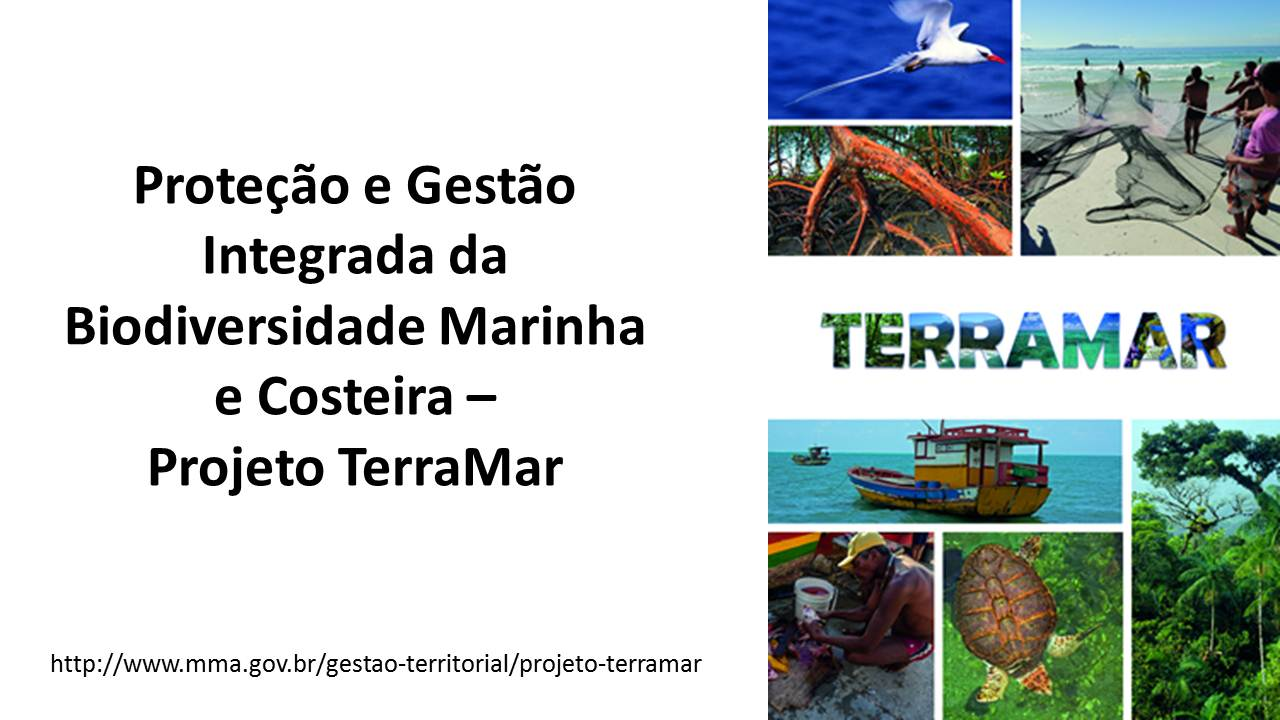 Proteção e Gestão
Integrada da
Biodiversidade Marinha
e Costeira –
Projeto TerraMar
TERRAMAR
http://www.mma.gov.br/gestao-territorial/projeto-terramar